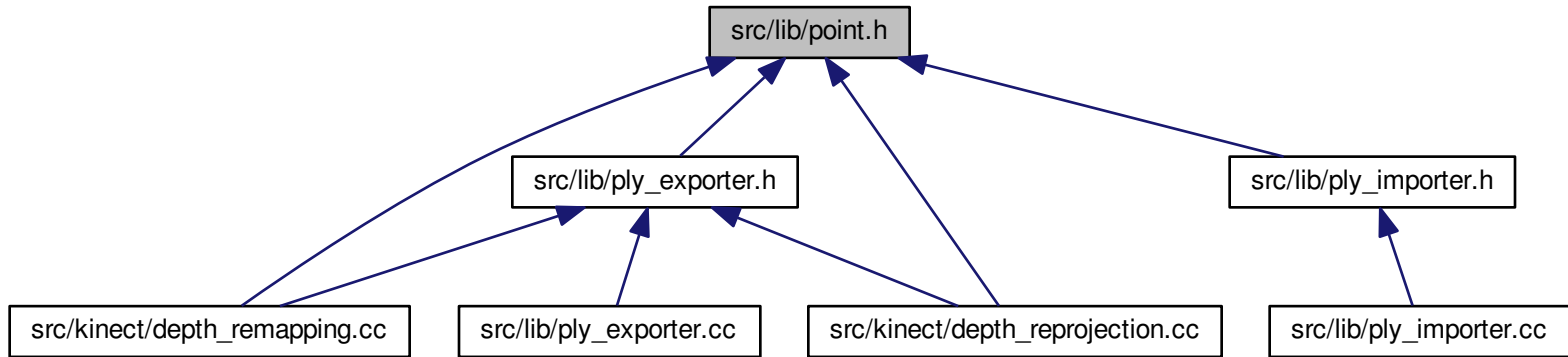 src/lib/point.h
src/lib/ply_exporter.h
src/lib/ply_importer.h
src/kinect/depth_remapping.cc
src/lib/ply_exporter.cc
src/kinect/depth_reprojection.cc
src/lib/ply_importer.cc